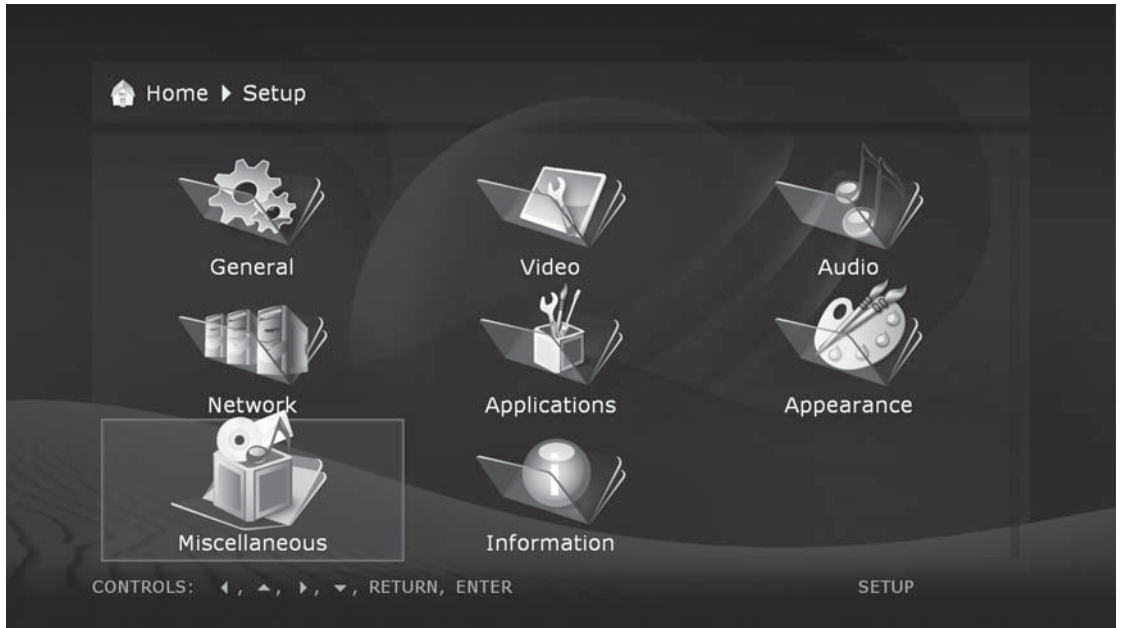 Home ▶ Setup
General Video Audio
Network Applications Appearance
Miscellaneous Information
CONTROLS: ◀, ▲, ▶, ▼, RETURN, ENTER SETUP